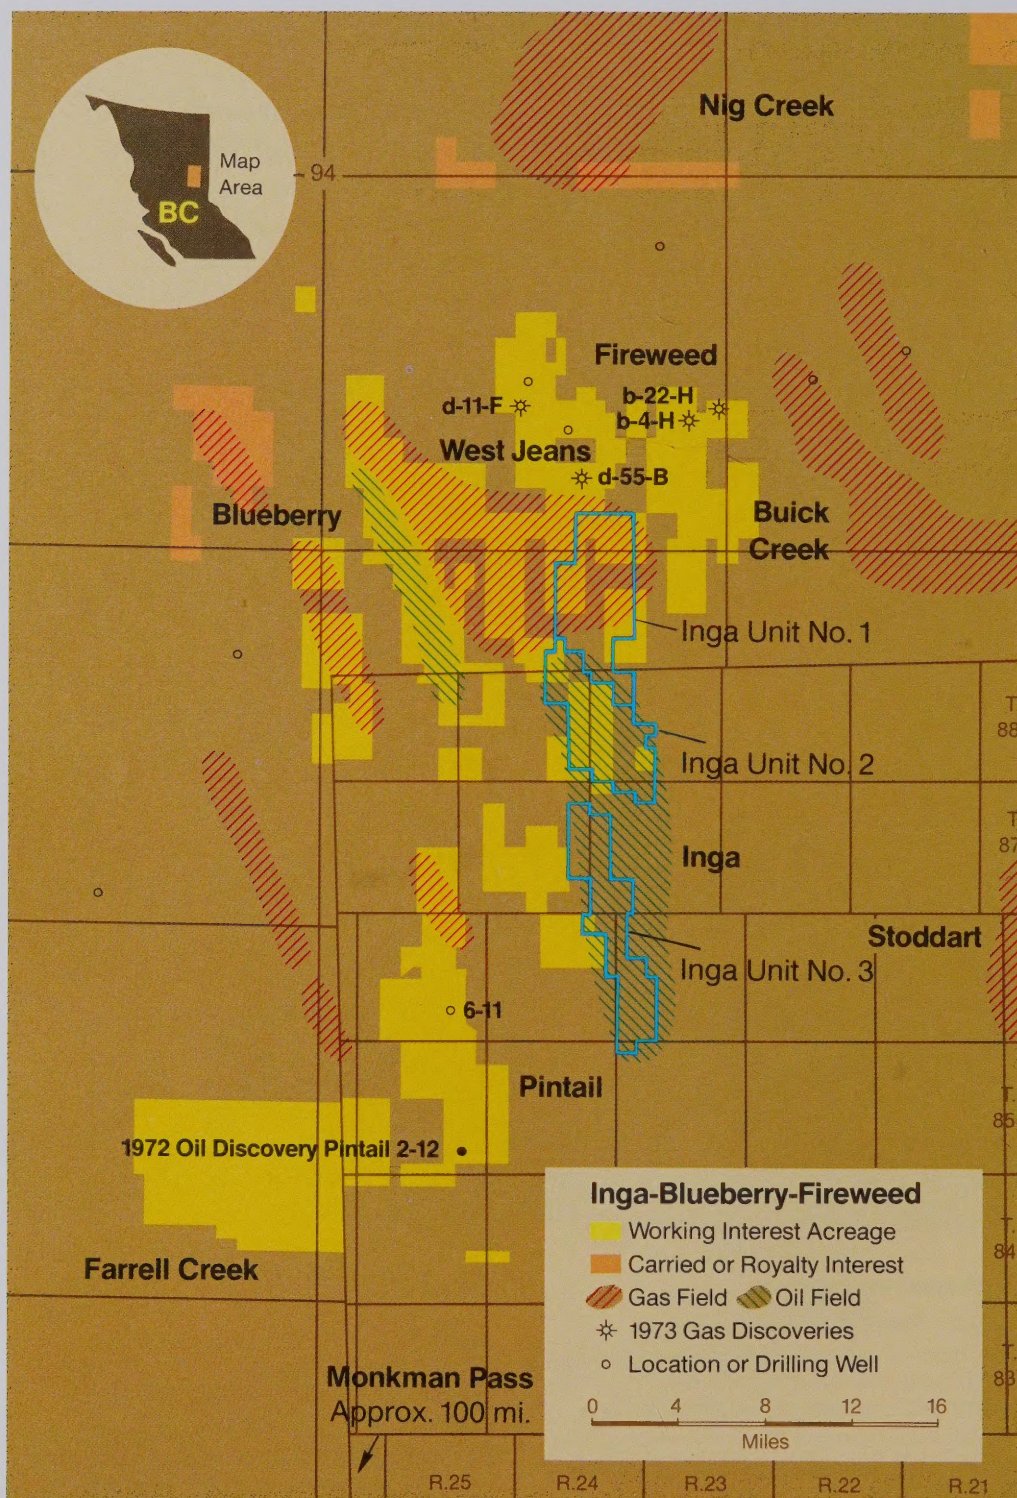 Nig Creek
Map
Area
94
BC
Fireweed
b-22-H
d-11-F
b-4-H
West Jeans
d-55-B
Blueberry
Buick
Creek
Inga Unit No. 1
T.
88
Inga Unit No. 2
T.
87
Inga
Stoddart
Inga Unit No. 3
6-11
Pintail
T.
85
1972 Oil Discovery Pintail 2-12
Inga-Blueberry-Fireweed
Working Interest Acreage
T.
84
Farrell Creek
Carried or Royalty Interest
Gas Field
Oil Field
1973 Gas Discoveries
Location or Drilling Well
T.
83
Monkman Pass
Approx. 100 mi.
0 4 8 12 16
Miles
R.25 R.24 R.23 R.22 R.21